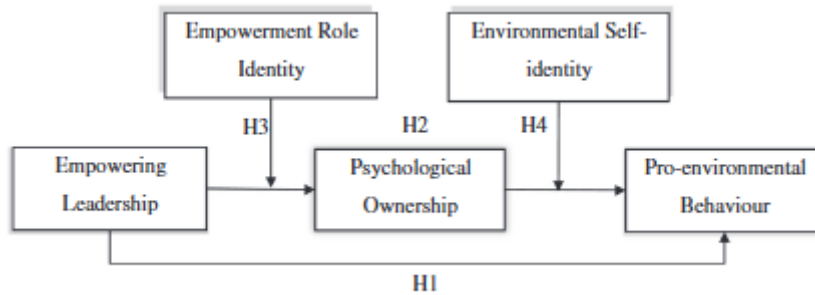 Empowerment Role
Identity
Environmental Self-
identity
H3
H2
H4
Empowering
Leadership
Psychological
Ownership
Pro-environmental
Behaviour
H1